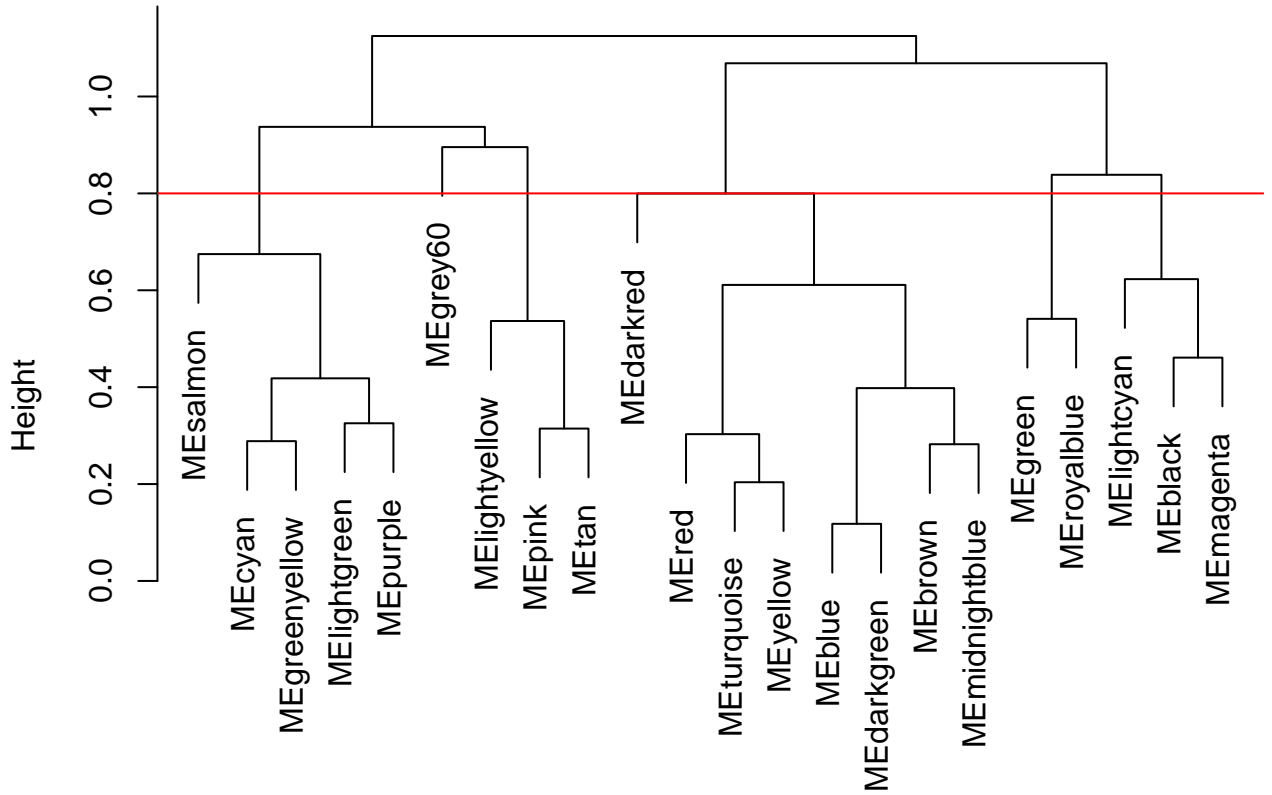 Height
0.0
0.2
0.4
0.6
0.8
1.0
MEsalmon
MEcyan
MEgreenyellow
MElightgreen
MEpurple
MEgrey60
MElightyellow
MEpink
MEtan
MEdarkred
MEred
MEturquoise
MEyellow
MEblue
MEdarkgreen
MEbrown
MEmidnightblue
MEgreen
MEroyalblue
MElightcyan
MEblack
MEmagenta